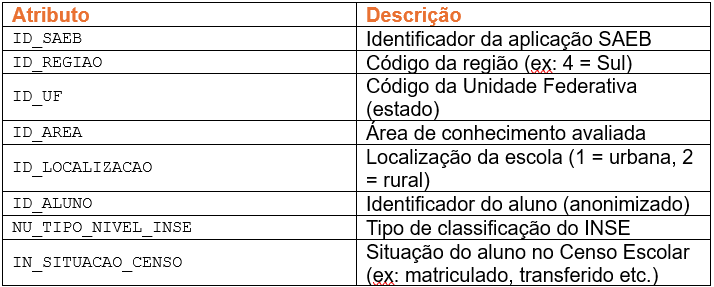 Atributo Descrição
ID_SAEB Identificador da aplicação SAEB
ID_REGIAO Código da região (ex: 4 = Sul)
ID_UF Código da Unidade Federativa
(estado)
ID_AREA Área de conhecimento avaliada
ID_LOCALIZACAO Localização da escola (1 = urbana, 2
= rural)
ID_ALUNO Identificador do aluno (anonimizado)
NU_TIPO_NIVEL_INSE Tipo de classificação do INSE
IN_SITUACAO_CENSO Situação do aluno no Censo Escolar
(ex: matriculado, transferido etc.)